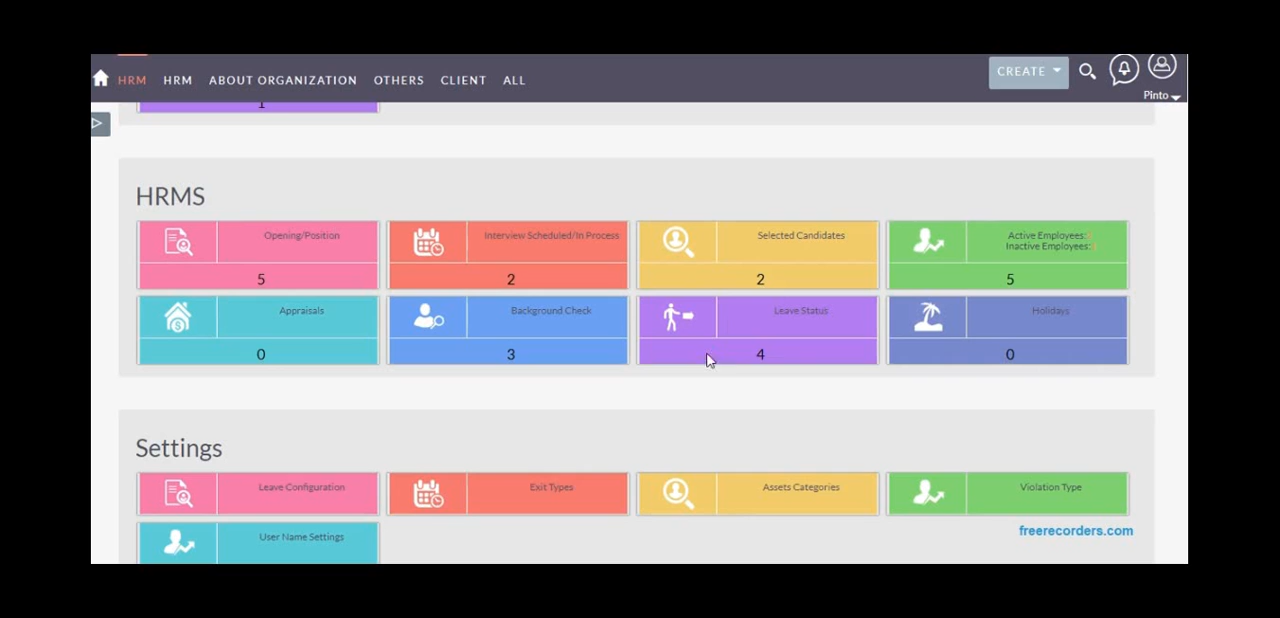 HRM HRM ABOUT ORGANIZATION OTHERS CLIENT ALL CREATE
Pinto
1
HRMS
Opening/Position
5
Interview Scheduled/In Process
2
Selected Candidates
2
Active Employees:
Inactive Employees:
5
Appraisals
0
Background Check
3
Leave Status
4
Holidays
0
Settings
Leave Configuration
Exit Types
Assets Categories
Violation Type
User Name Settings
freerecorders.com